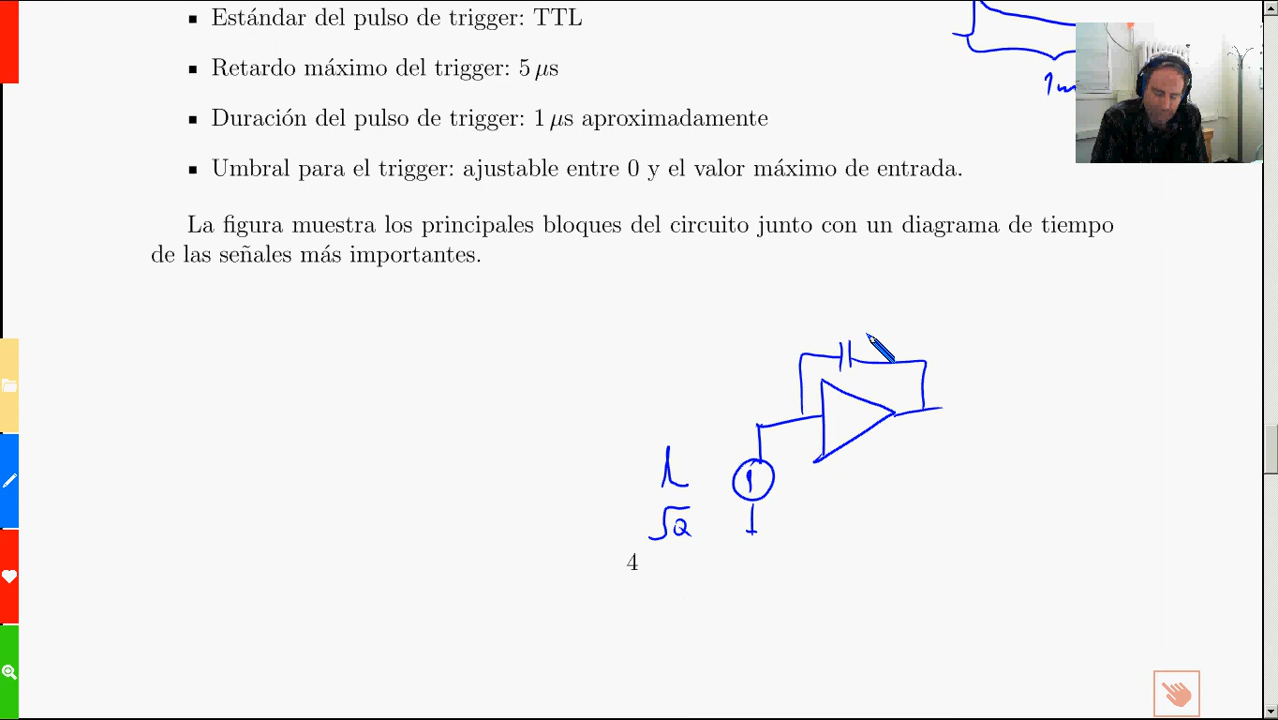 ▪ Estándar del pulso de trigger: TTL
▪ Retardo máximo del trigger: 5 μs
▪ Duración del pulso de trigger: 1 μs aproximadamente
▪ Umbral para el trigger: ajustable entre 0 y el valor máximo de entrada.
La figura muestra los principales bloques del circuito junto con un diagrama de tiempo
de las señales más importantes.
4